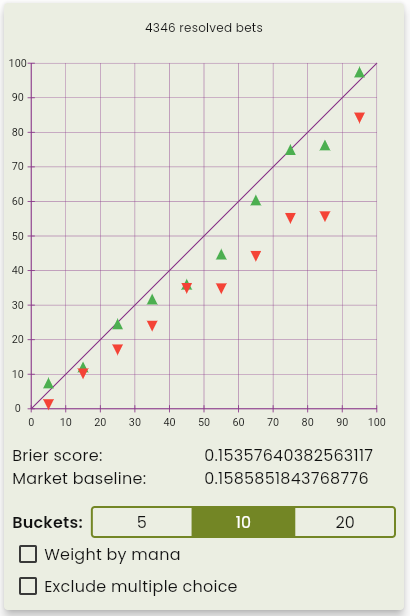 4346 resolved bets
100
90
80
70
60
50
40
30
20
10
0
0 10 20 30 40 50 60 70 80 90 100
Brier score: 0.15357640382563117
Market baseline: 0.1585851843768776
Buckets: 5 10 20
Weight by mana
Exclude multiple choice